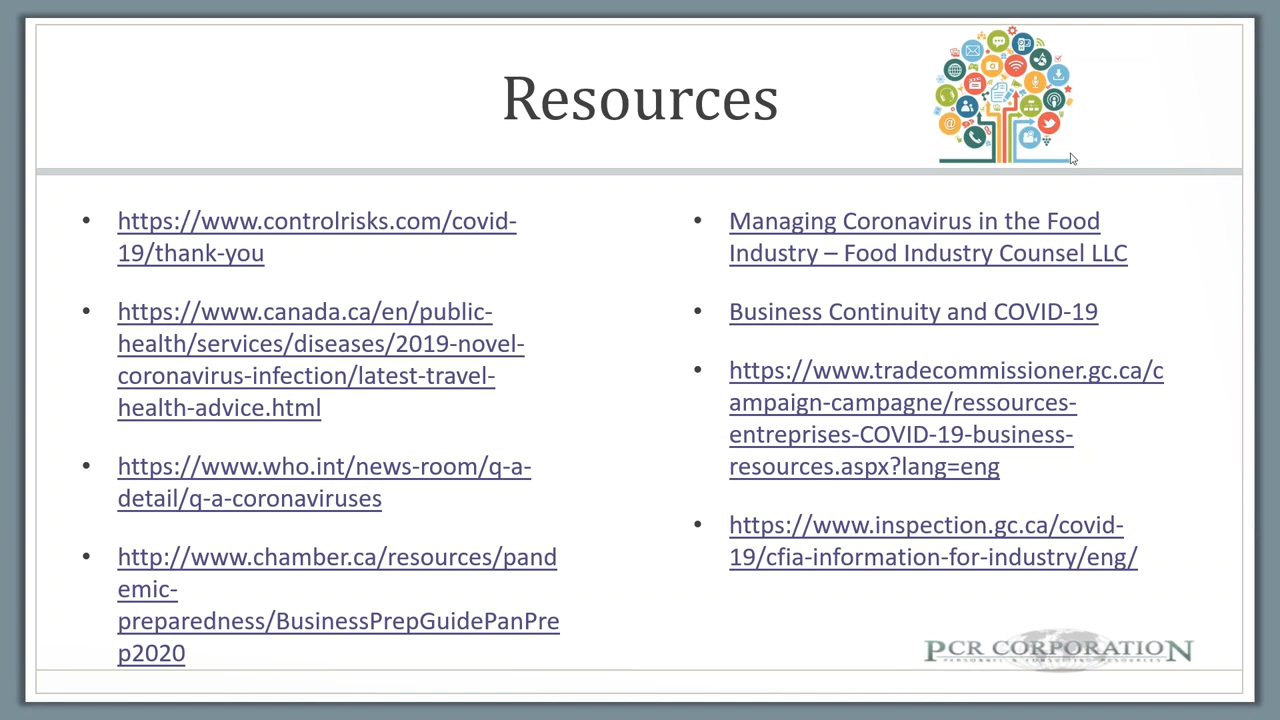 Resources
https://www.controlrisks.com/covid-
19/thank-you
https://www.canada.ca/en/public-
health/services/diseases/2019-novel-
coronavirus-infection/latest-travel-
health-advice.html
https://www.who.int/news-room/q-a-
detail/q-a-coronaviruses
http://www.chamber.ca/resources/pand
emic-
preparedness/BusinessPrepGuidePanPre
p2020
Managing Coronavirus in the Food
Industry – Food Industry Counsel LLC
Business Continuity and COVID-19
https://www.tradecommissioner.gc.ca/c
ampaign-campagne/ressources-
entreprises-COVID-19-business-
resources.aspx?lang=eng
https://www.inspection.gc.ca/covid-
19/cfia-information-for-industry/eng/
PCR CORPORATION
PERSONNEL & CONSULTING RESOURCES